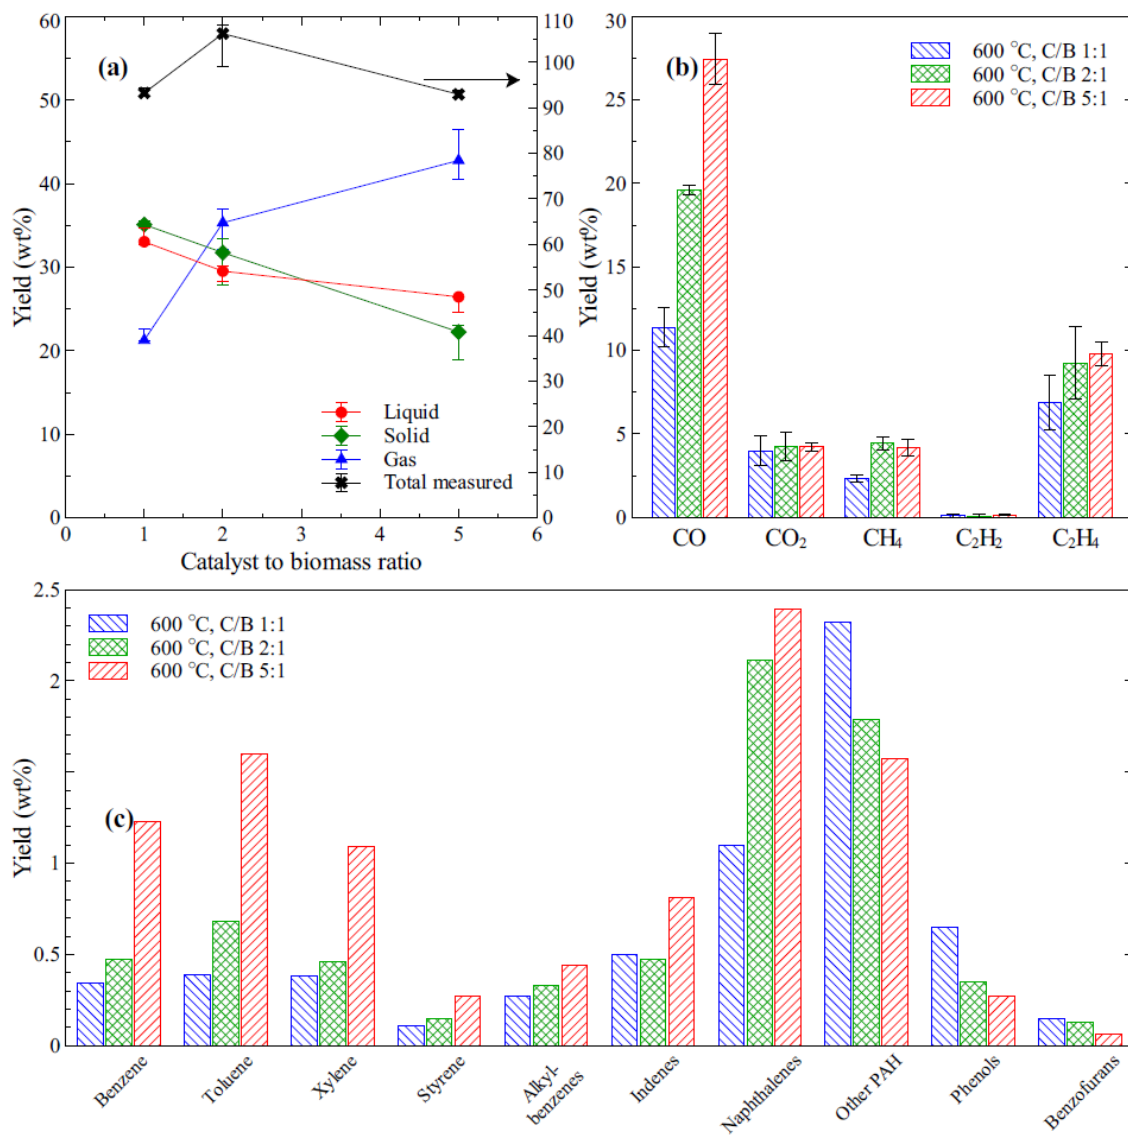 60
50
40
30
20
10
0
Yield (wt%)
(a)
110
100
90
80
70
60
50
40
30
20
10
0
Liquid
Solid
Gas
Total measured
0 1 2 3 4 5 6
Catalyst to biomass ratio
30
25
20
15
10
5
0
Yield (wt%)
(b)
600 °C, C/B 1:1
600 °C, C/B 2:1
600 °C, C/B 5:1
CO CO₂ CH₄ C₂H₂ C₂H₄
2.5
2
1
0.5
0
Yield (wt%)
600 °C, C/B 1:1
600 °C, C/B 2:1
600 °C, C/B 5:1
(c)
Benzene
Toluene
Xylene
Styrene
Alkyl-
benzenes
Indenes
Naphthalenes
Other PAH
Phenols
Benzofurans